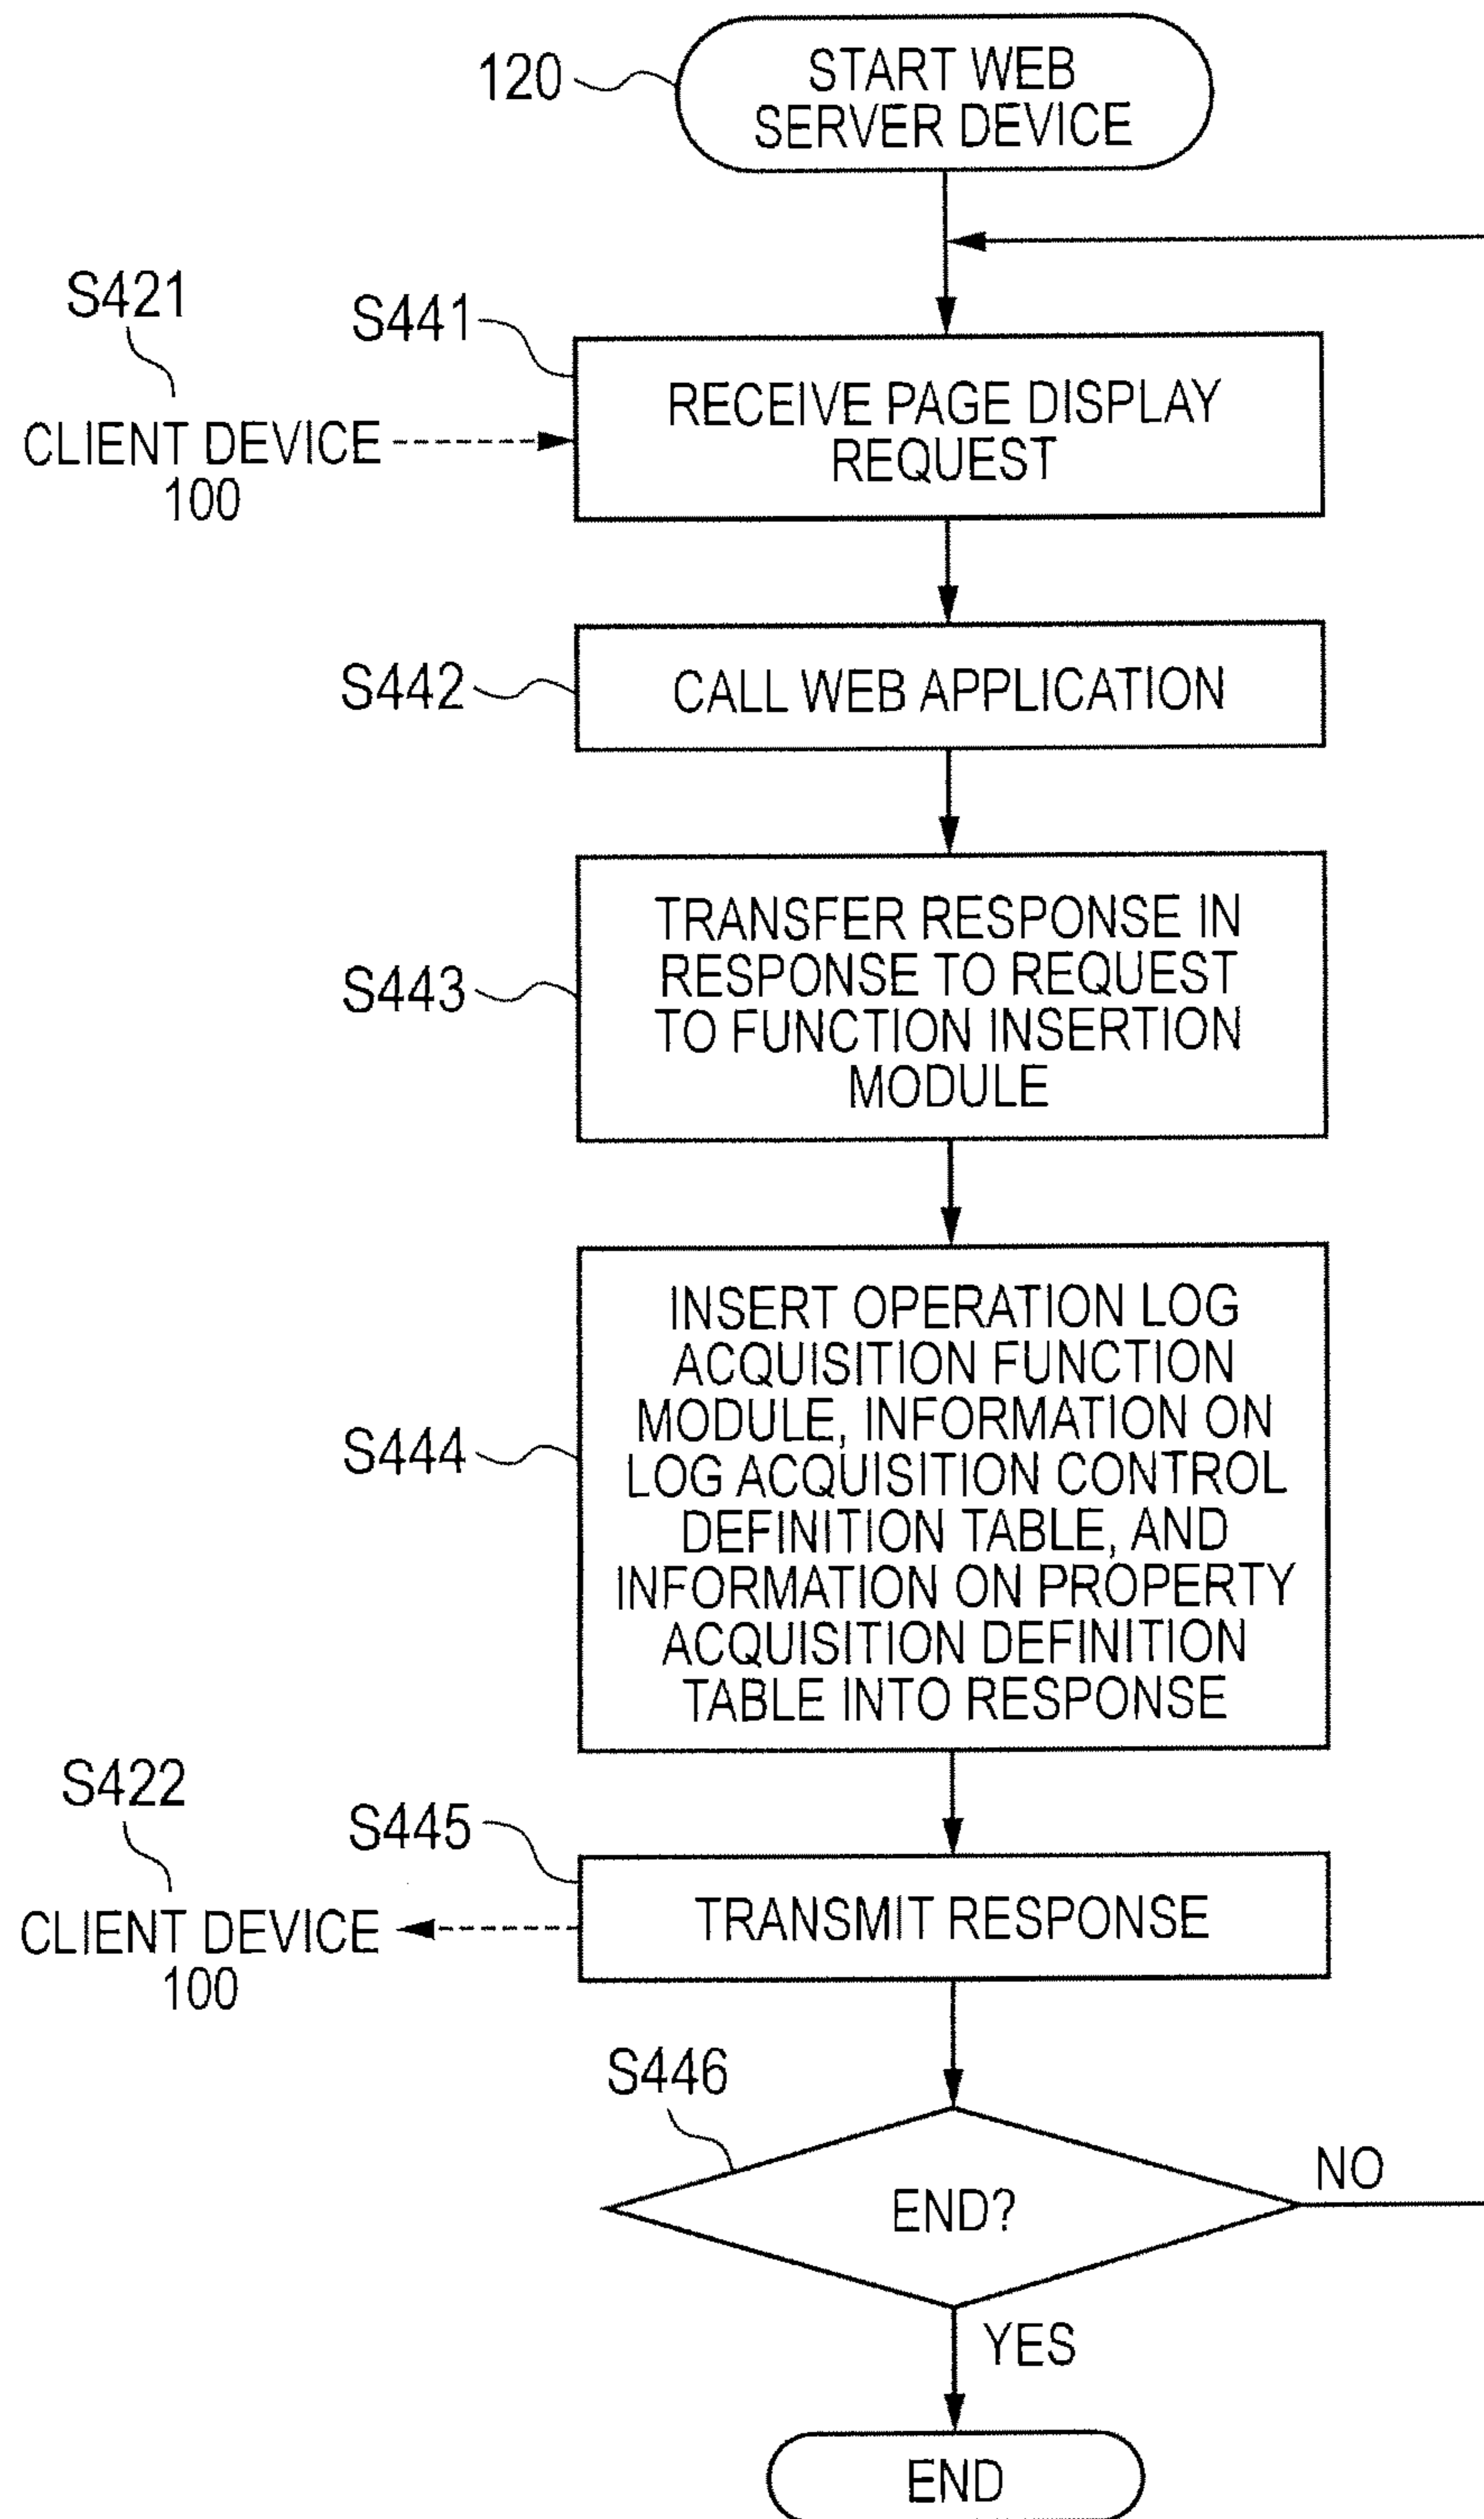 120
START WEB
SERVER DEVICE
S421
CLIENT DEVICE
100
S441
RECEIVE PAGE DISPLAY
REQUEST
S442
CALL WEB APPLICATION
S443
TRANSFER RESPONSE IN
RESPONSE TO REQUEST
TO FUNCTION INSERTION
MODULE
S444
INSERT OPERATION LOG
ACQUISITION FUNCTION
MODULE, INFORMATION ON
LOG ACQUISITION CONTROL
DEFINITION TABLE, AND
INFORMATION ON PROPERTY
ACQUISITION DEFINITION
TABLE INTO RESPONSE
S422
CLIENT DEVICE
100
S445
TRANSMIT RESPONSE
S446
END?
NO
YES
END